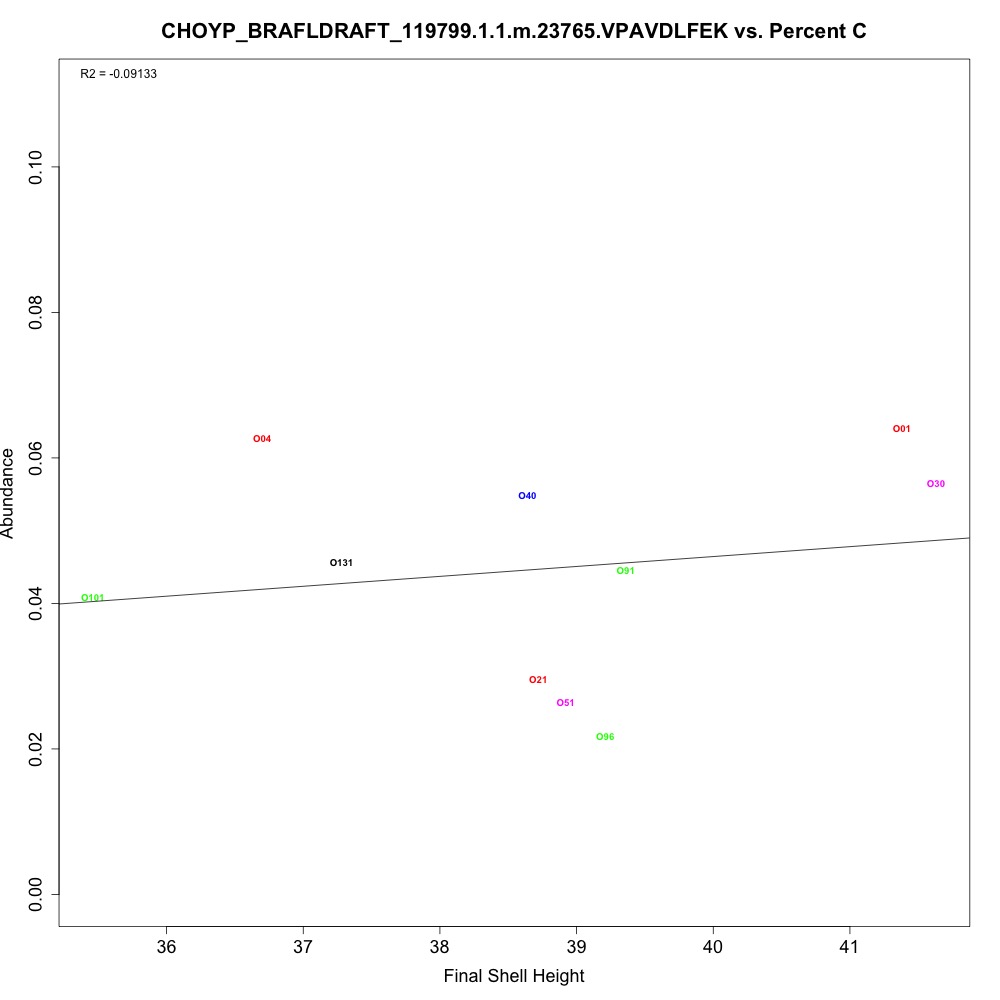 CHOYP_BRAFLDRAFT_119799.1.1.m.23765.VPAVDLFEK vs. Percent C
R2 = -0.09133
0.10
0.08
0.06
0.04
0.02
0.00
Abundance
O04
O01
O30
O40
O131
O91
O101
O21
O51
O96
36 37 38 39 40 41
Final Shell Height